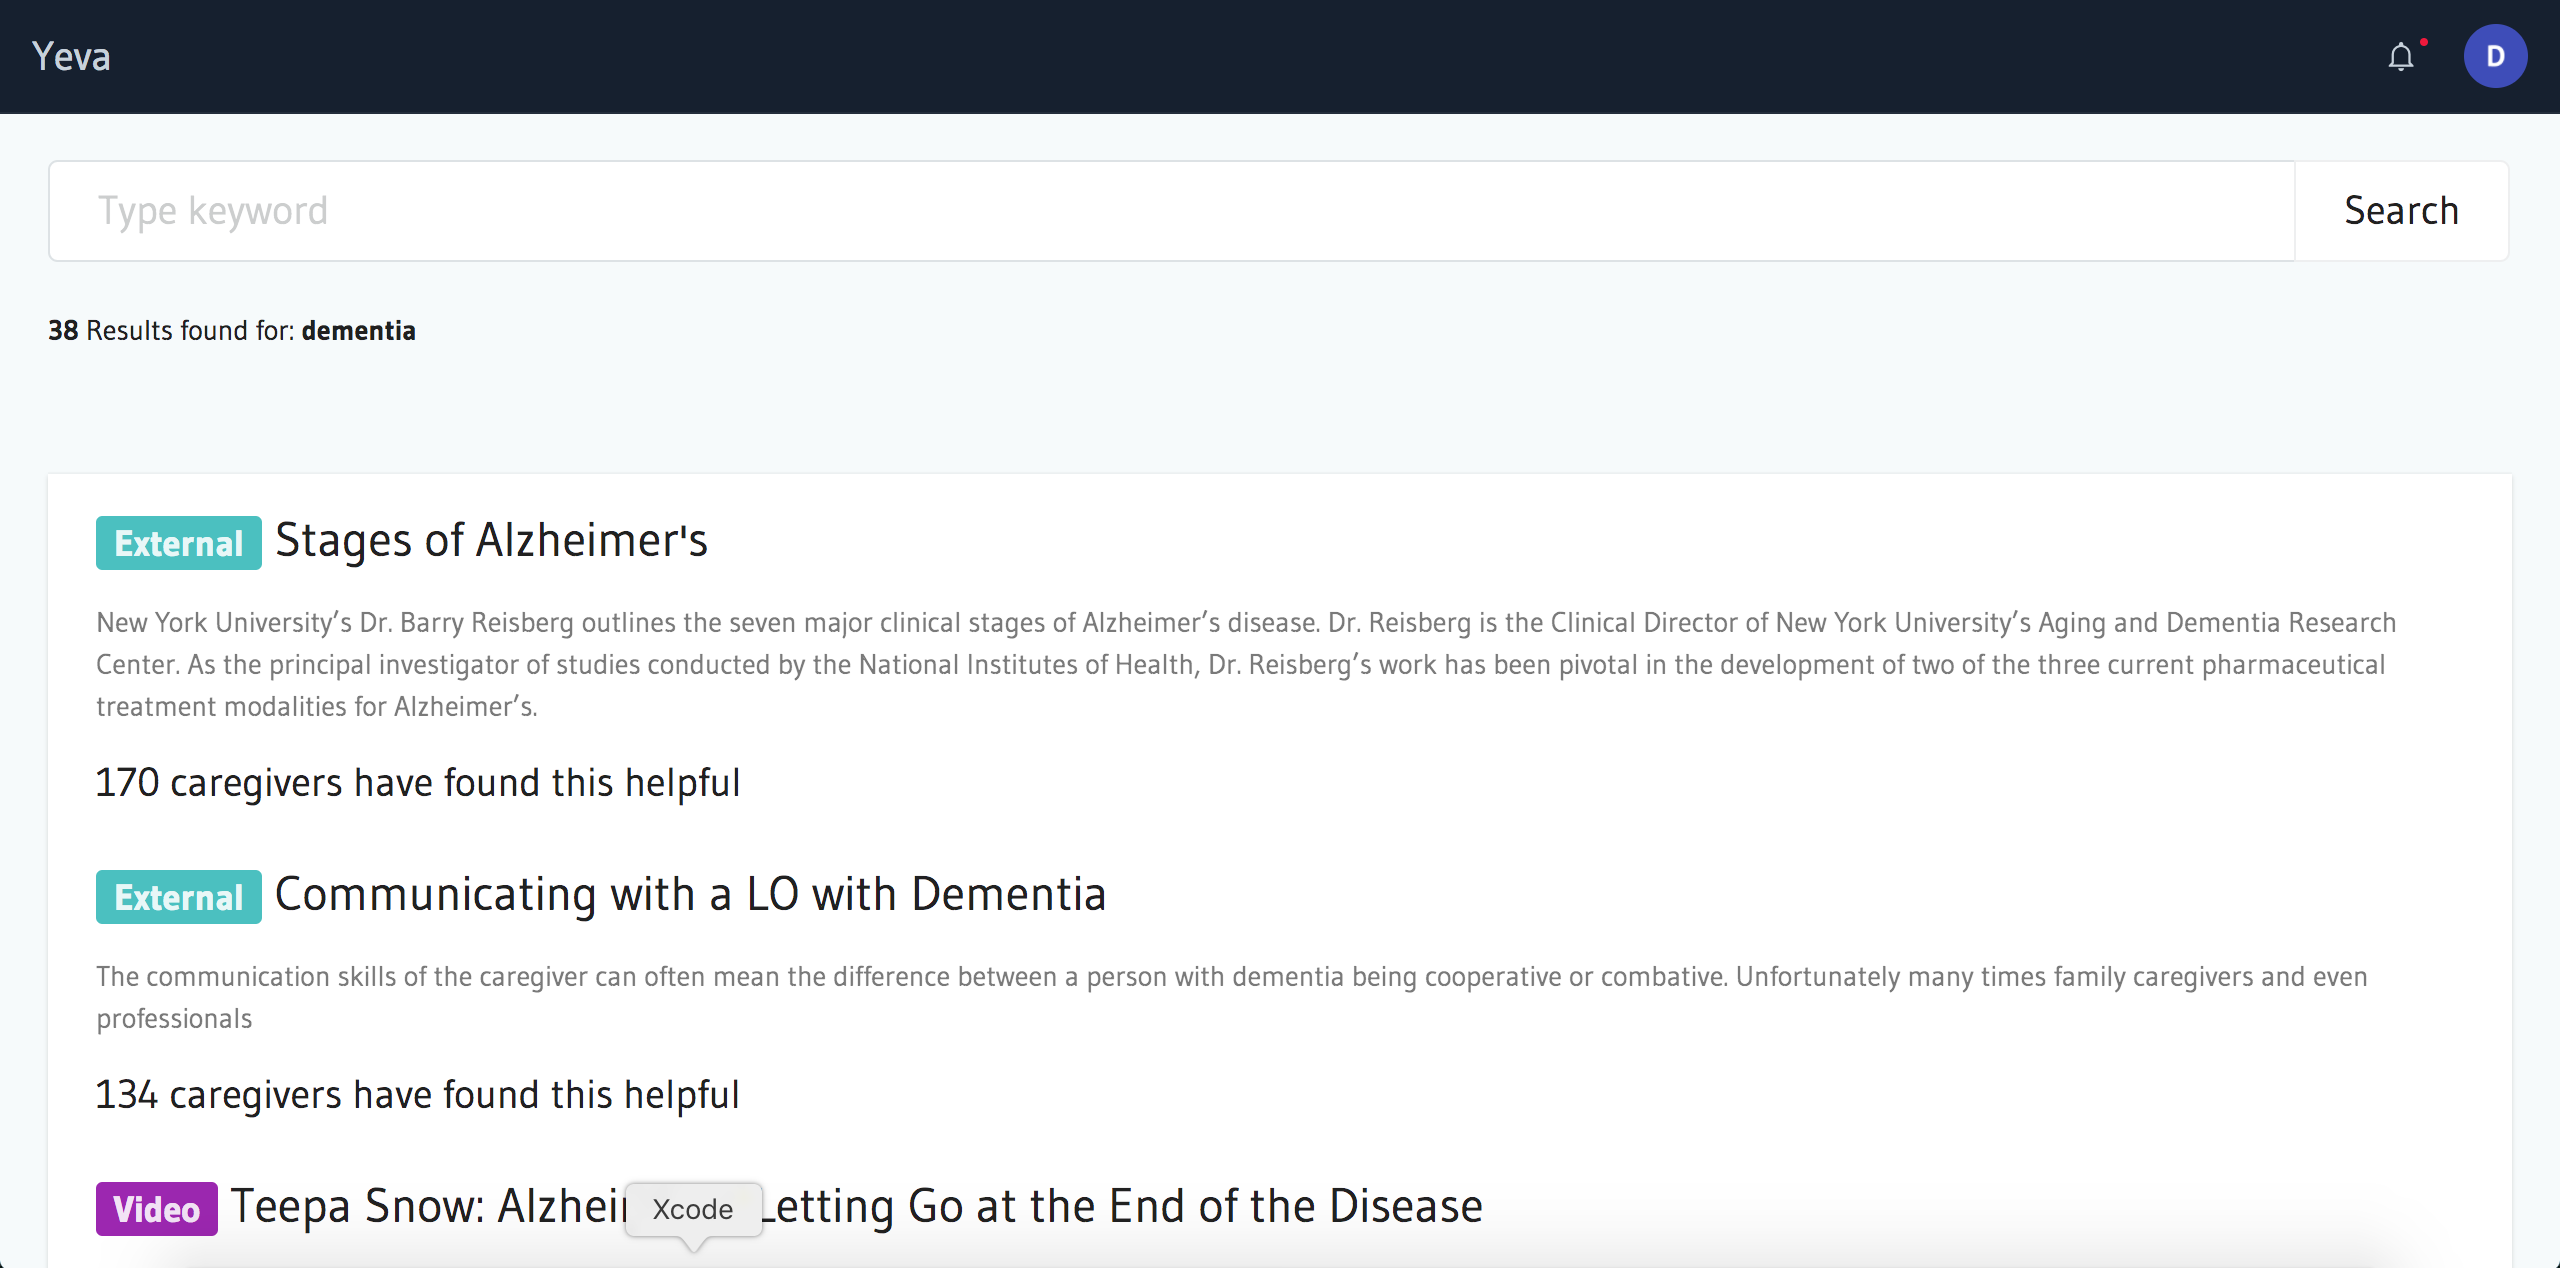 Yeva
D
Type keyword
Search
38 Results found for: dementia
External Stages of Alzheimer's
New York University’s Dr. Barry Reisberg outlines the seven major clinical stages of Alzheimer’s disease. Dr. Reisberg is the Clinical Director of New York University’s Aging and Dementia Research
Center. As the principal investigator of studies conducted by the National Institutes of Health, Dr. Reisberg’s work has been pivotal in the development of two of the three current pharmaceutical
treatment modalities for Alzheimer’s.
170 caregivers have found this helpful
External Communicating with a LO with Dementia
The communication skills of the caregiver can often mean the difference between a person with dementia being cooperative or combative. Unfortunately many times family caregivers and even
professionals
134 caregivers have found this helpful
Video Teepa Snow: Letting Go at the End of the Disease
Xcode